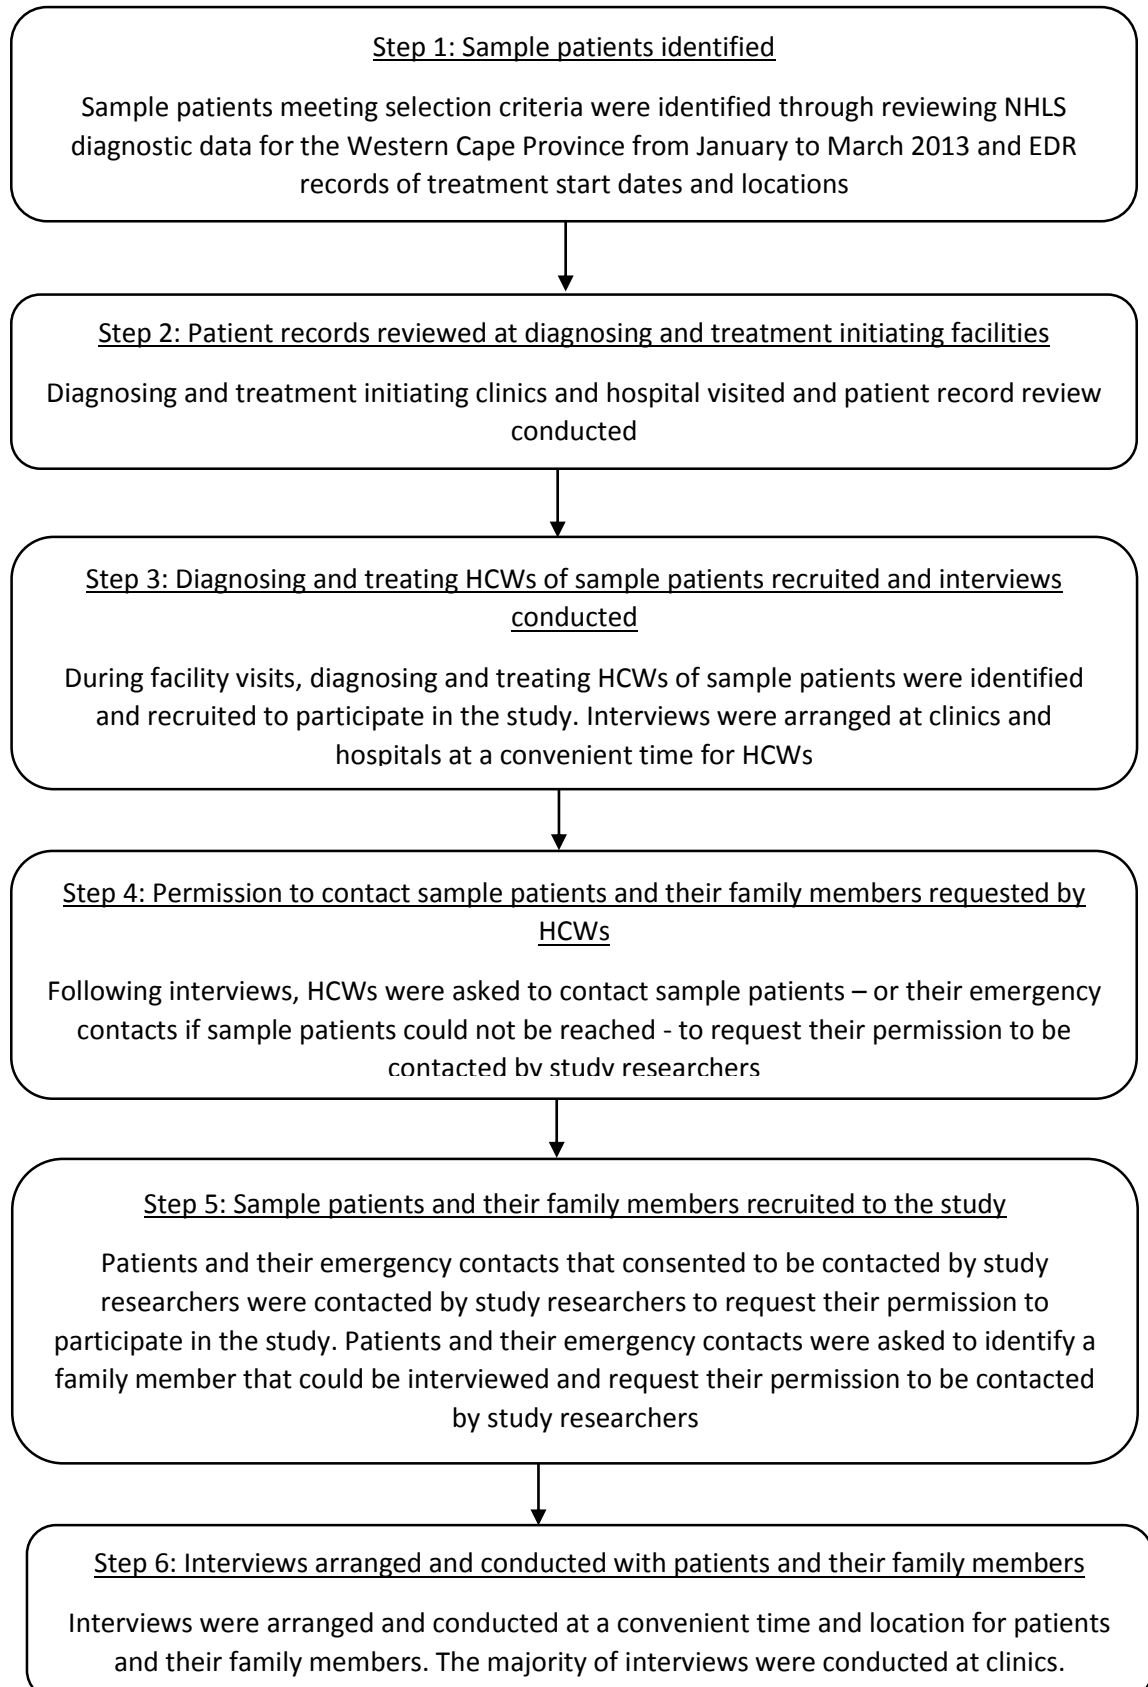 Step 1: Sample patients identified
Sample patients meeting selection criteria were identified through reviewing NHLS
diagnostic data for the Western Cape Province from January to March 2013 and EDR
records of treatment start dates and locations
Step 2: Patient records reviewed at diagnosing and treatment initiating facilities
Diagnosing and treatment initiating clinics and hospital visited and patient record review
conducted
Step 3: Diagnosing and treating HCWs of sample patients recruited and interviews
conducted
During facility visits, diagnosing and treating HCWs of sample patients were identified
and recruited to participate in the study. Interviews were arranged at clinics and
hospitals at a convenient time for HCWs
Step 4: Permission to contact sample patients and their family members requested by
HCWs
Following interviews, HCWs were asked to contact sample patients – or their emergency
contacts if sample patients could not be reached - to request their permission to be
contacted by study researchers
Step 5: Sample patients and their family members recruited to the study
Patients and their emergency contacts that consented to be contacted by study
researchers were contacted by study researchers to request their permission to
participate in the study. Patients and their emergency contacts were asked to identify a
family member that could be interviewed and request their permission to be contacted
by study researchers
Step 6: Interviews arranged and conducted with patients and their family members
Interviews were arranged and conducted at a convenient time and location for patients
and their family members. The majority of interviews were conducted at clinics.